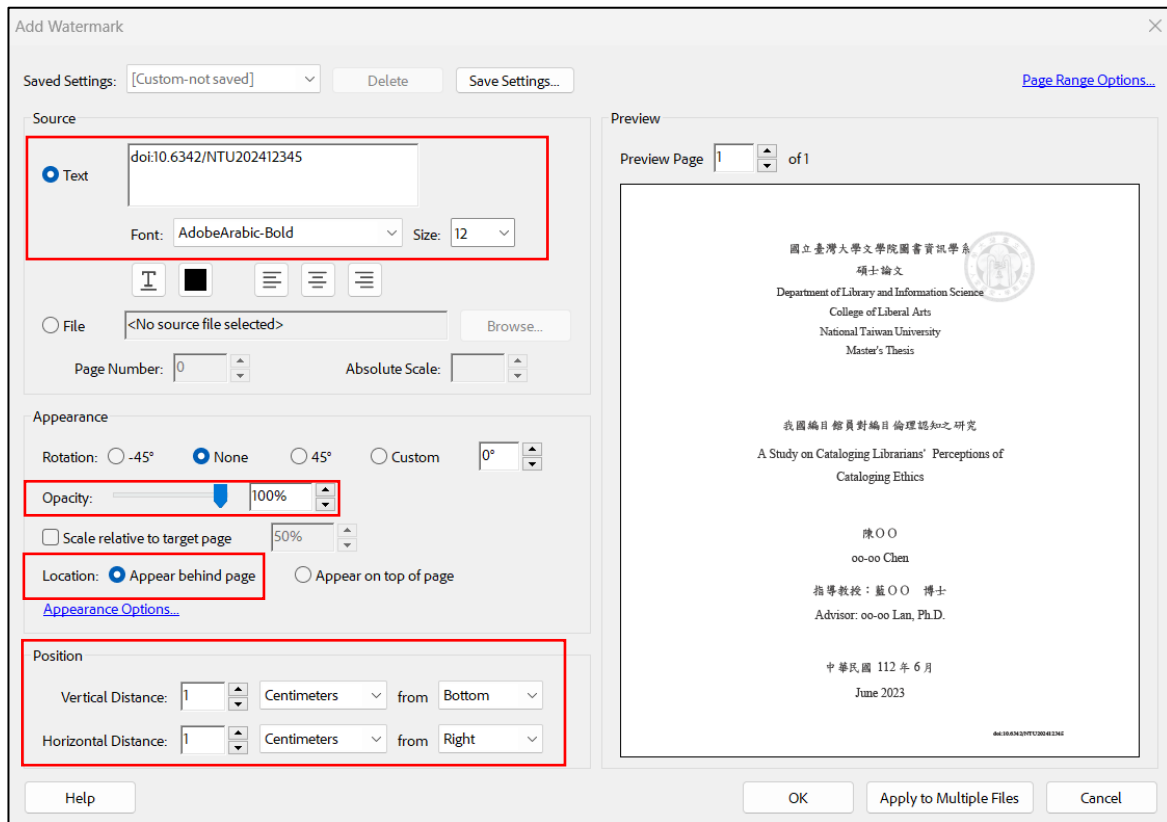 Add Watermark
Saved Settings: [Custom-not saved] Delete Save Settings... Page Range Options...
Source
Text doi:10.6342/NTU202412345
Font: AdobeArabic-Bold Size: 12
T
File <No source file selected> Browse...
Page Number: 0 Absolute Scale:
Appearance
Rotation: -45° None 45° Custom 0°
Opacity: 100%
Scale relative to target page 50%
Location: Appear behind page Appear on top of page
Appearance Options...
Position
Vertical Distance: 1 Centimeters from Bottom
Horizontal Distance: 1 Centimeters from Right
Preview
Preview Page 1 of 1
國立臺灣大學文學院圖書資訊學系
碩士論文
Department of Library and Information Science
College of Liberal Arts
National Taiwan University
Master's Thesis
我國編目館員對編目倫理認知之研究
A Study on Cataloging Librarians' Perceptions of
Cataloging Ethics
陳OO
oo-oo Chen
指導教授：藍OO 博士
Advisor: oo-oo Lan, Ph.D.
中華民國 112 年 6 月
June 2023
doi:10.6342/NTU202412345
Help OK Apply to Multiple Files Cancel